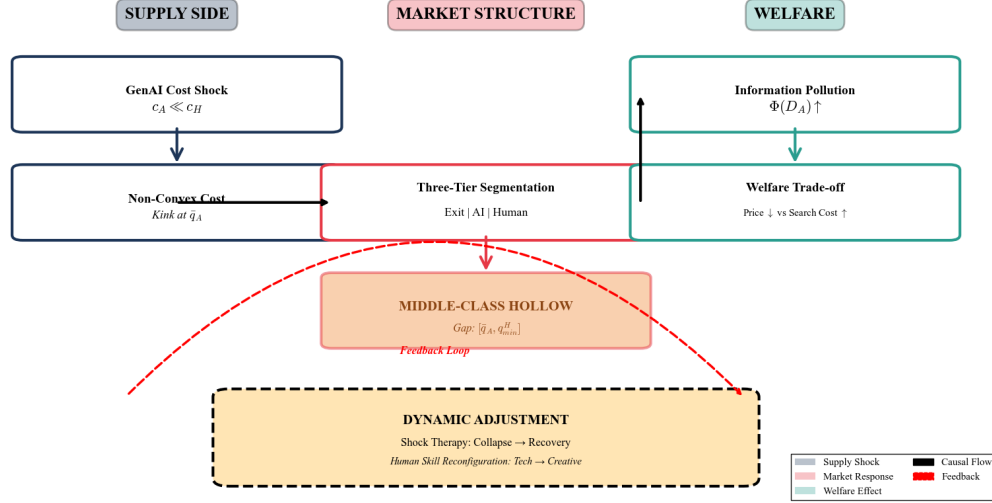 SUPPLY SIDE
MARKET STRUCTURE
WELFARE
GenAI Cost Shock
c_A ≪ c_H
Information Pollution
Φ(D_A)↑
Non-Convex Cost
Kink at q̄_A
Three-Tier Segmentation
Exit | AI | Human
Welfare Trade-off
Price ↓ vs Search Cost ↑
MIDDLE-CLASS HOLLOW
Gap: [q̄_A, q^H_min]
Feedback Loop
DYNAMIC ADJUSTMENT
Shock Therapy: Collapse → Recovery
Human Skill Reconfiguration: Tech → Creative
Supply Shock
Market Response
Welfare Effect
Causal Flow
Feedback